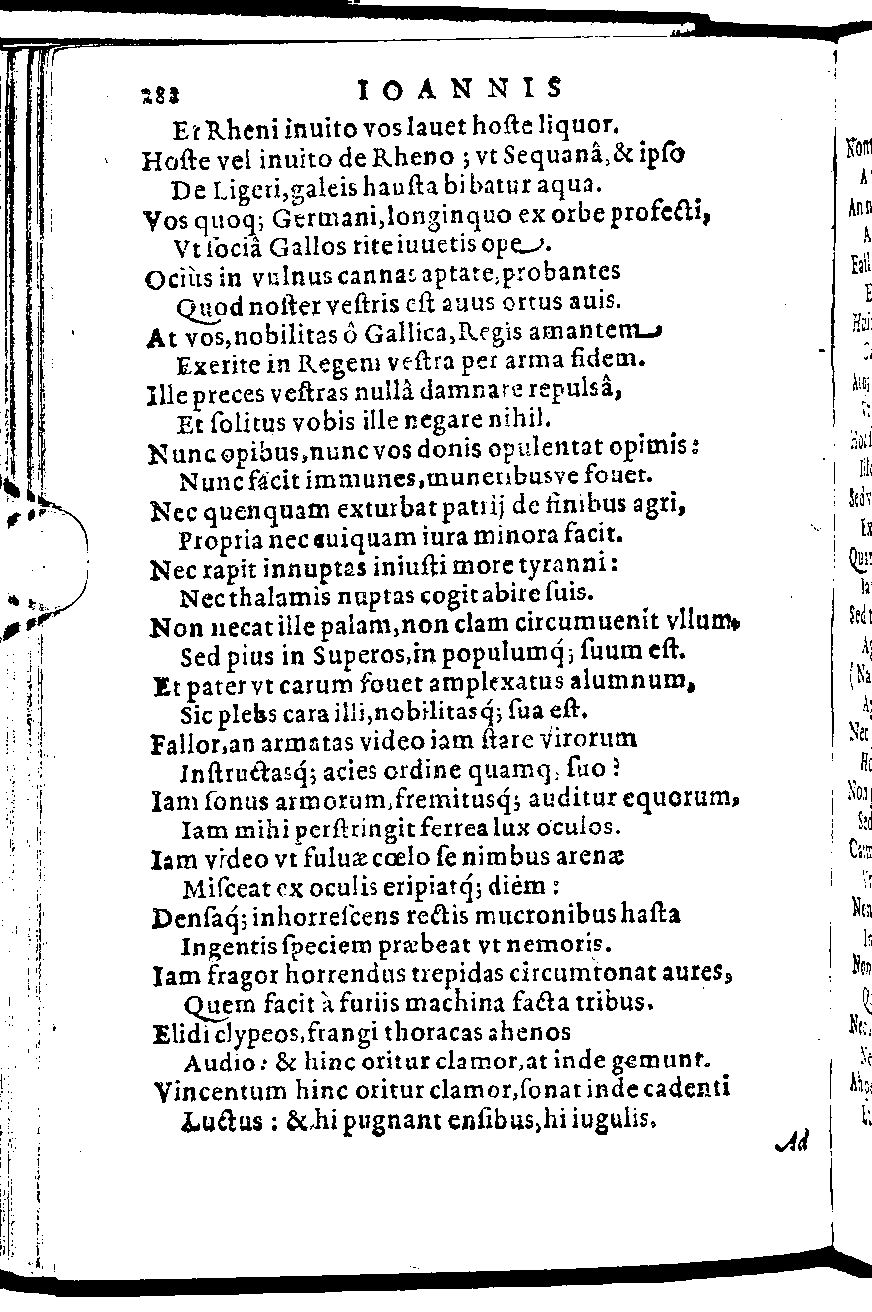 282 IOANNIS
Et Rheni inuito vos lauet hoſte liquor.
Hoſte vel inuito de Rheno ; vt Sequanâ, & ipſo
De Ligeri, galeis hauſta bibatur aqua.
Vos quoq; Germani, longinquo ex orbe profecti,
Vt ſociâ Gallos rite iuuetis ope.
Ociùs in vulnus cannas aptate, probantes
Quod noſter veſtris eſt auus ortus auis.
At vos, nobilitas ô Gallica, Regis amantem,
Exerite in Regem veſtra per arma fidem.
Ille preces veſtras nullâ damnare repulsâ,
Et ſolitus vobis ille negare nihil.
Nunc opibus, nunc vos donis opulentat opimis :
Nunc facit immunes, muneribusve fouet.
Nec quenquam exturbat patrij de finibus agri,
Propria nec cuiquam iura minora facit.
Nec rapit innuptas iniuſti more tyranni :
Nec thalamis nuptas cogit abire ſuis.
Non necat ille palam, non clam circumuenit vllum,
Sed pius in Superos, in populumq́; ſuum eſt.
Et pater vt carum fouet amplexatus alumnum,
Sic plebs cara illi, nobilitasq́; ſua eſt.
Fallor, an armatas video iam ſtare virorum
Inſtructasq́; acies ordine quamq; ſuo ?
Iam ſonus armorum, fremitusq́; auditur equorum,
Iam mihi perſtringit ferrea lux oculos.
Iam video vt fuluæ cœlo ſe nimbus arenæ
Miſceat ex oculis eripiatq́; diem :
Denſaq́; inhorreſcens rectis mucronibus haſta
Ingentis ſpeciem præbeat vt nemoris.
Iam fragor horrendus trepidas circumtonat aures,
Quem facit à furiis machina facta tribus.
Elidi clypeos, frangi thoracas ahenos
Audio : & hinc oritur clamor, at inde gemunt.
Vincentum hinc oritur clamor, ſonat inde cadenti
Luctus : & hi pugnant enſibus, hi iugulis.
Ad